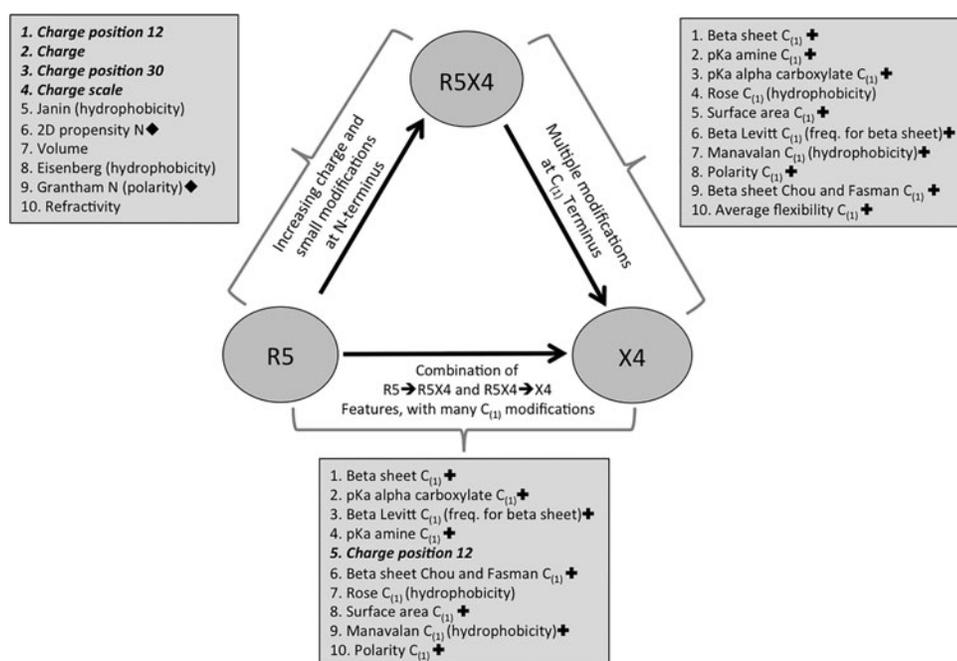 1. Charge position 12
2. Charge
3. Charge position 30
4. Charge scale
5. Janin (hydrophobicity)
6. 2D propensity N◆
7. Volume
8. Eisenberg (hydrophobicity)
9. Grantham N (polarity)◆
10. Refractivity
R5X4
1. Beta sheet C(1)✚
2. pKa amine C(1)✚
3. pKa alpha carboxylate C(1)✚
4. Rose C(1) (hydrophobicity)
5. Surface area C(1)✚
6. Beta Levitt C(1) (freq. for beta sheet)✚
7. Manavalan C(1) (hydrophobicity)✚
8. Polarity C(1)✚
9. Beta sheet Chou and Fasman C(1)✚
10. Average flexibility C(1)✚
Increasing charge and
small modifications
at N-terminus
Multiple modifications
at C(1) Terminus
R5
X4
Combination of
R5➔R5X4 and R5X4➔X4
Features, with many C(1) modifications
1. Beta sheet C(1)✚
2. pKa alpha carboxylate C(1)✚
3. Beta Levitt C(1) (freq. for beta sheet)✚
4. pKa amine C(1)✚
5. Charge position 12
6. Beta sheet Chou and Fasman C(1)✚
7. Rose C(1) (hydrophobicity)
8. Surface area C(1)✚
9. Manavalan C(1) (hydrophobicity)✚
10. Polarity C(1)✚